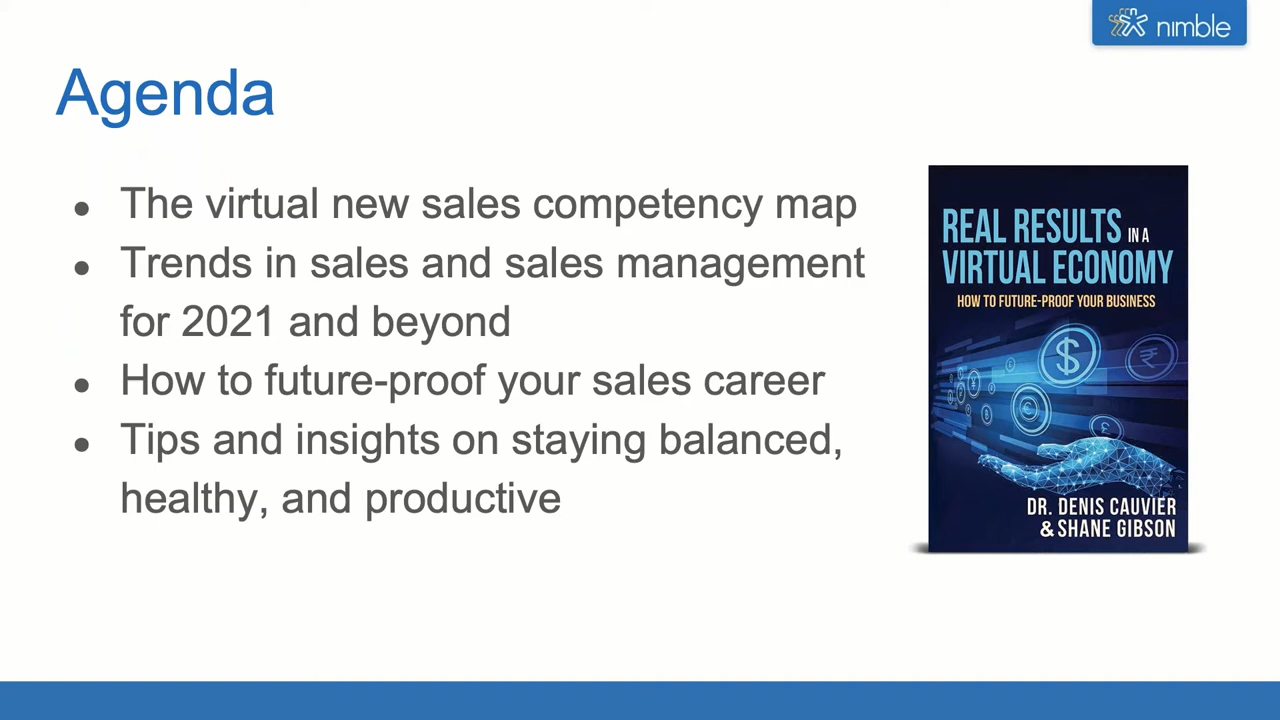 nimble
Agenda
● The virtual new sales competency map
● Trends in sales and sales management
for 2021 and beyond
● How to future-proof your sales career
● Tips and insights on staying balanced,
healthy, and productive
REAL RESULTS IN A
VIRTUAL ECONOMY
HOW TO FUTURE-PROOF YOUR BUSINESS
DR. DENIS CAUVIER
& SHANE GIBSON